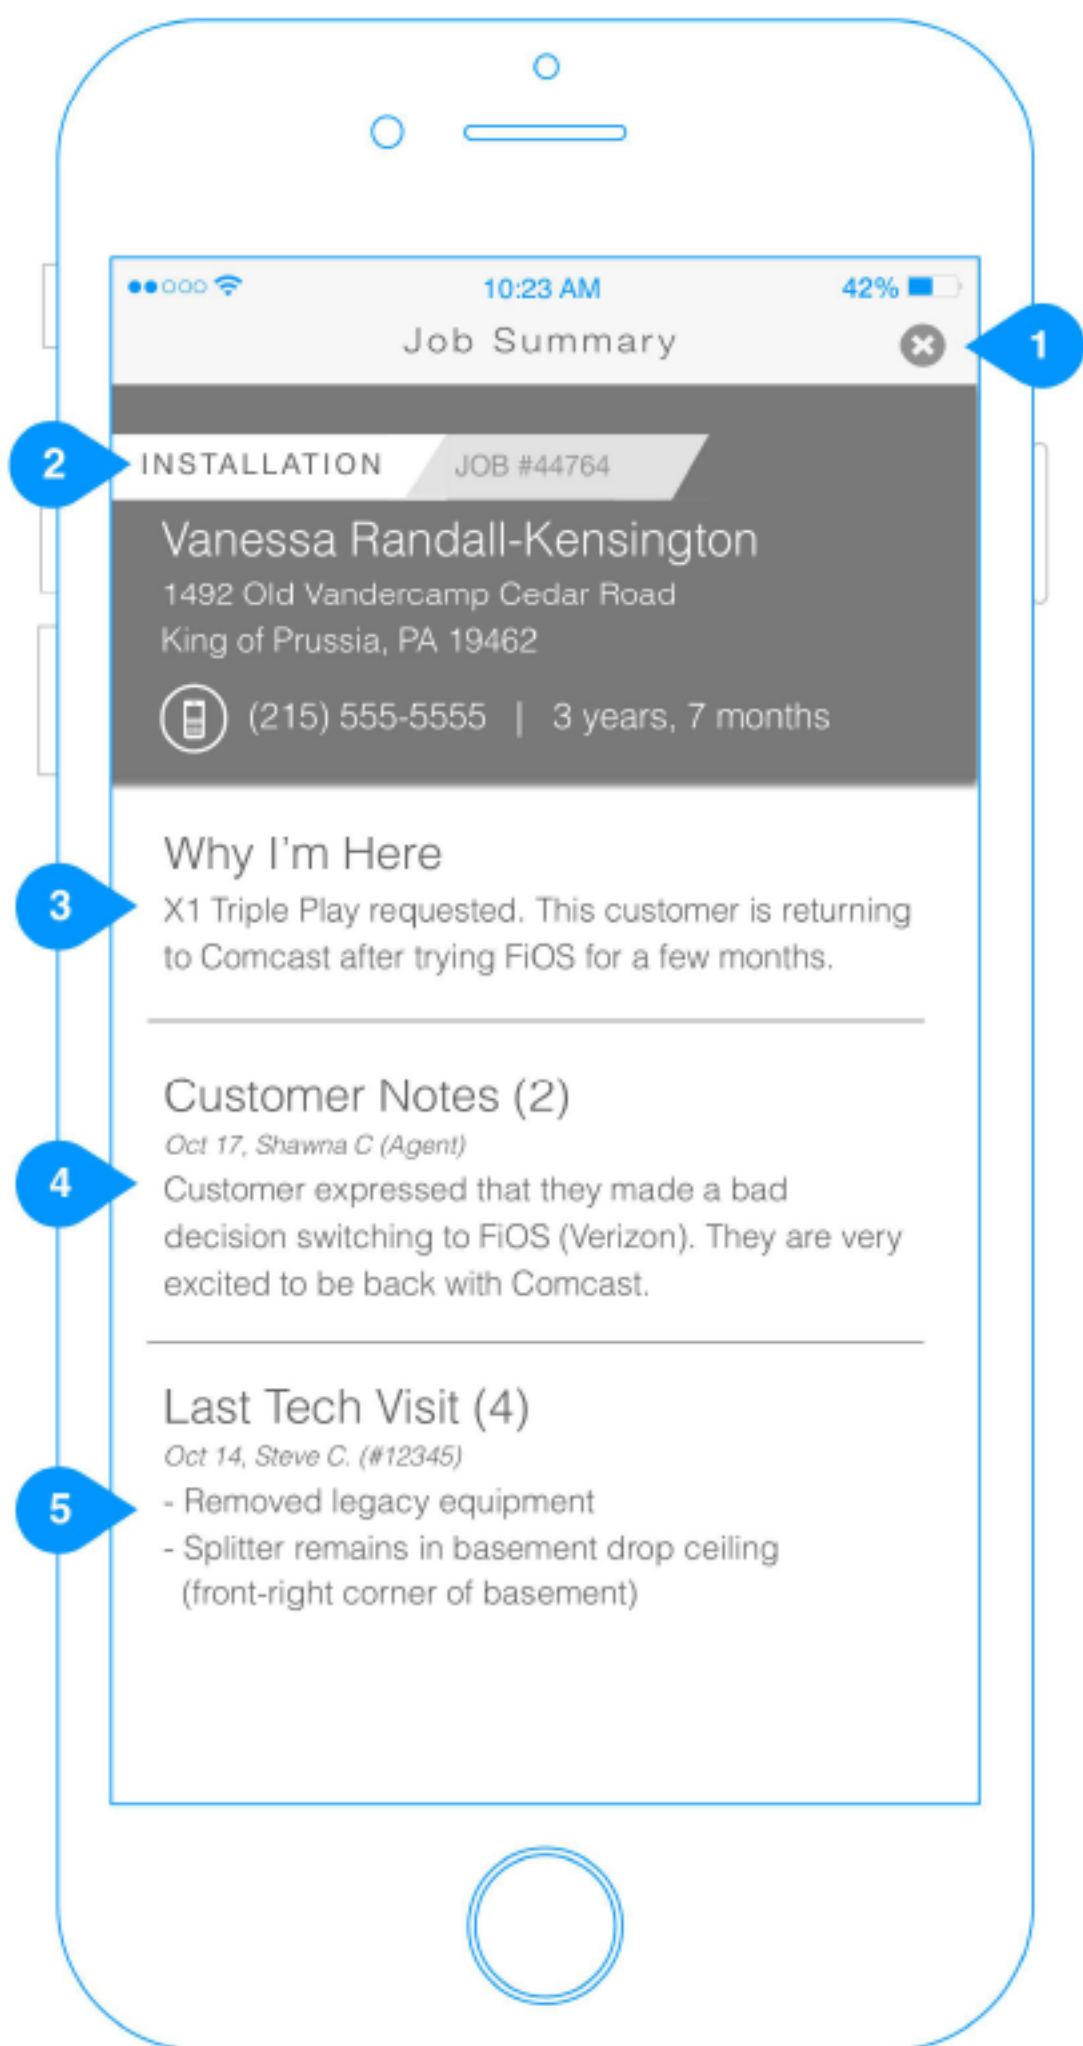 10:23 AM 42%
Job Summary
1
2
INSTALLATION JOB #44764
Vanessa Randall-Kensington
1492 Old Vandercamp Cedar Road
King of Prussia, PA 19462
(215) 555-5555 | 3 years, 7 months
Why I'm Here
3
X1 Triple Play requested. This customer is returning
to Comcast after trying FiOS for a few months.
Customer Notes (2)
Oct 17, Shawna C (Agent)
4
Customer expressed that they made a bad
decision switching to FiOS (Verizon). They are very
excited to be back with Comcast.
Last Tech Visit (4)
Oct 14, Steve C. (#12345)
5
- Removed legacy equipment
- Splitter remains in basement drop ceiling
(front-right corner of basement)